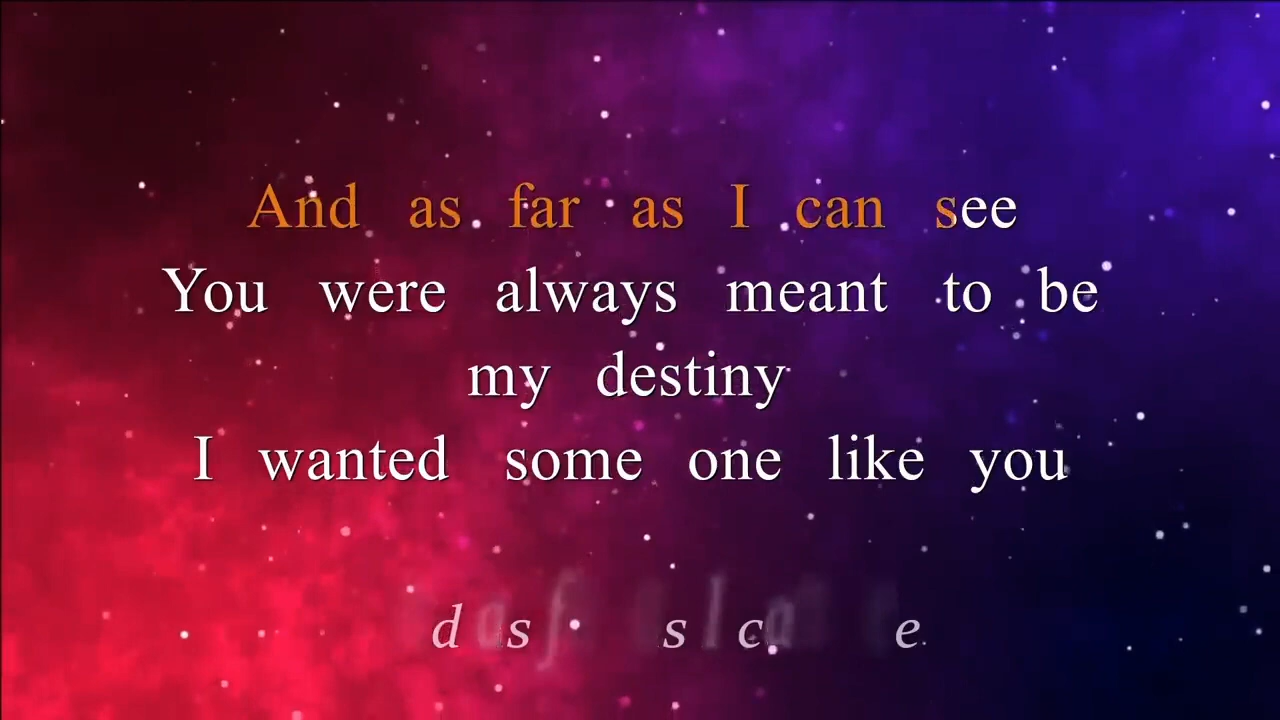 And as far as I can see
You were always meant to be
my destiny
I wanted some one like you